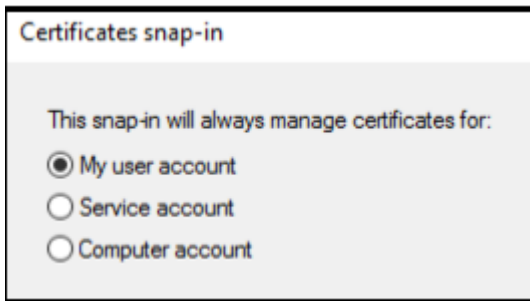 Certificates snap-in
This snap-in will always manage certificates for:
My user account
Service account
Computer account